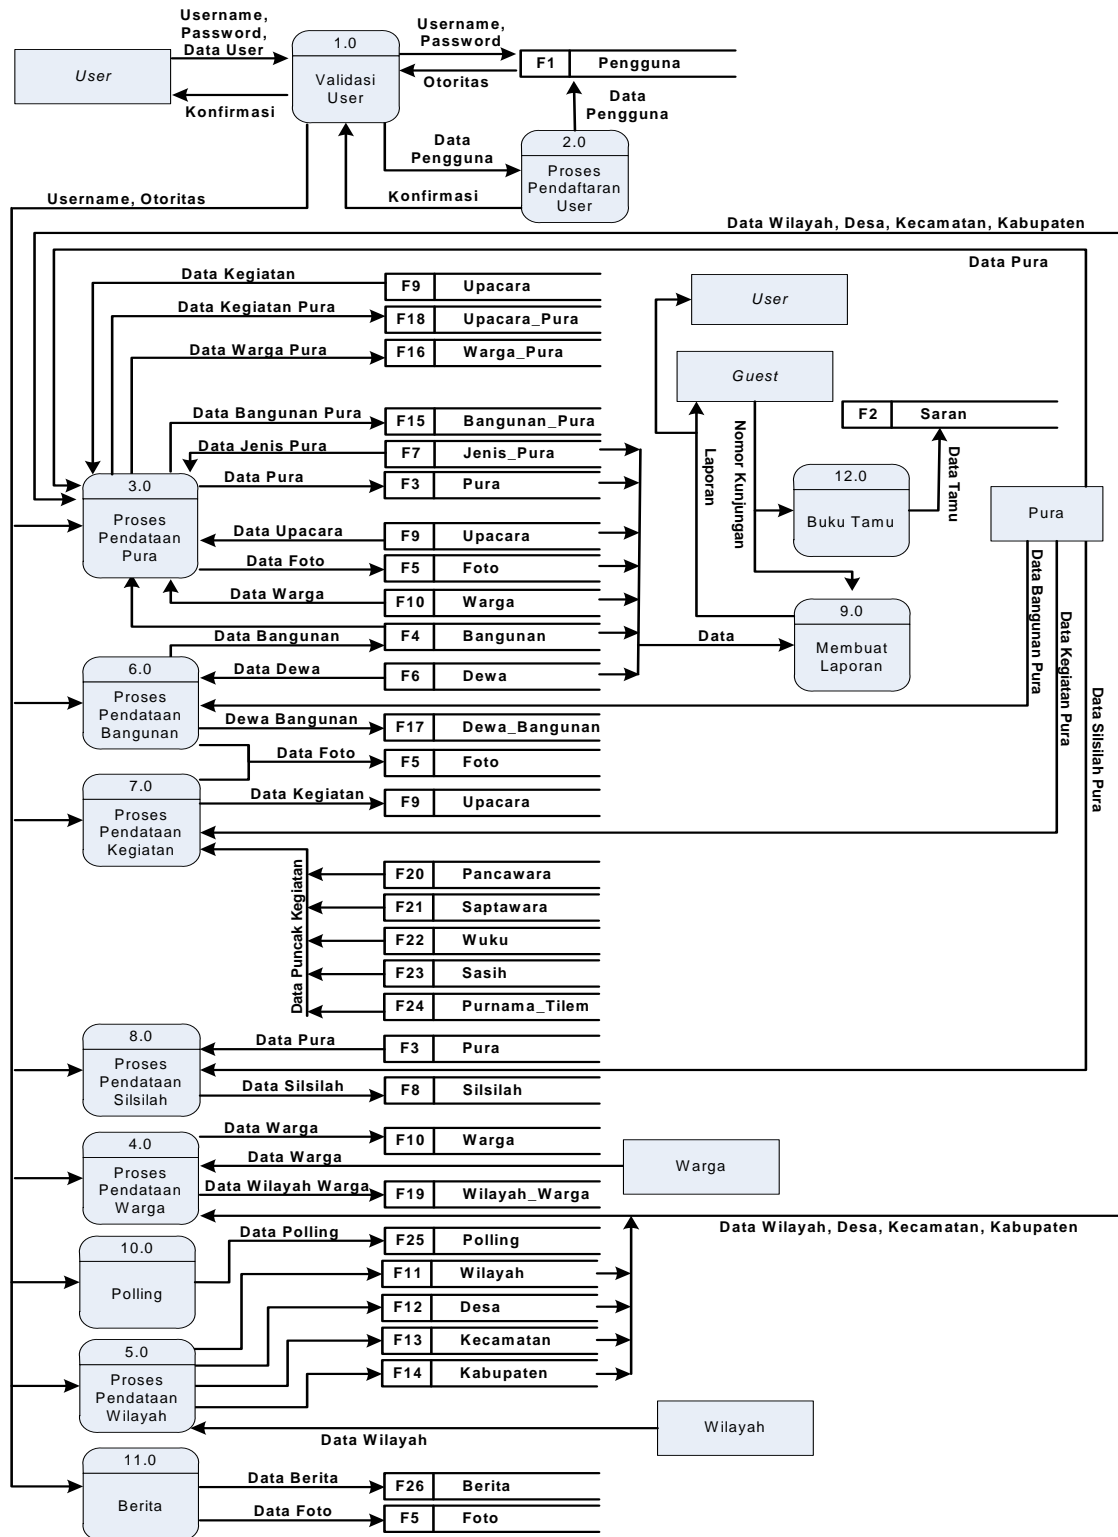 Username,
Password,
Data User
User
Konfirmasi
1.0
Validasi
User
Username,
Password
Otoritas
F1 Pengguna
Data
Pengguna
Data
Pengguna
Konfirmasi
2.0
Proses
Pendaftaran
User
Username, Otoritas
Data Wilayah, Desa, Kecamatan, Kabupaten
Data Pura
Data Kegiatan
F9 Upacara
Data Kegiatan Pura
F18 Upacara_Pura
Data Warga Pura
F16 Warga_Pura
User
Guest
Data Bangunan Pura
F15 Bangunan_Pura
Data Jenis Pura
F7 Jenis_Pura
Data Pura
F3 Pura
Data Upacara
F9 Upacara
Data Foto
F5 Foto
Data Warga
F10 Warga
F4 Bangunan
Data Bangunan
Data Dewa
F6 Dewa
3.0
Proses
Pendataan
Pura
Laporan
Nomor Kunjungan
F2 Saran
Data Tamu
12.0
Buku Tamu
Pura
Data
9.0
Membuat
Laporan
Data Bangunan Pura
Data Kegiatan Pura
Data Silsilah Pura
6.0
Proses
Pendataan
Bangunan
Dewa Bangunan
F17 Dewa_Bangunan
Data Foto
F5 Foto
7.0
Proses
Pendataan
Kegiatan
Data Kegiatan
F9 Upacara
Data Puncak Kegiatan
F20 Pancawara
F21 Saptawara
F22 Wuku
F23 Sasih
F24 Purnama_Tilem
8.0
Proses
Pendataan
Silsilah
Data Pura
F3 Pura
Data Silsilah
F8 Silsilah
4.0
Proses
Pendataan
Warga
Data Warga
F10 Warga
Data Warga
Warga
Data Wilayah Warga
F19 Wilayah_Warga
Data Wilayah, Desa, Kecamatan, Kabupaten
10.0
Polling
Data Polling
F25 Polling
F11 Wilayah
F12 Desa
F13 Kecamatan
F14 Kabupaten
5.0
Proses
Pendataan
Wilayah
Data Wilayah
Wilayah
11.0
Berita
Data Berita
F26 Berita
Data Foto
F5 Foto